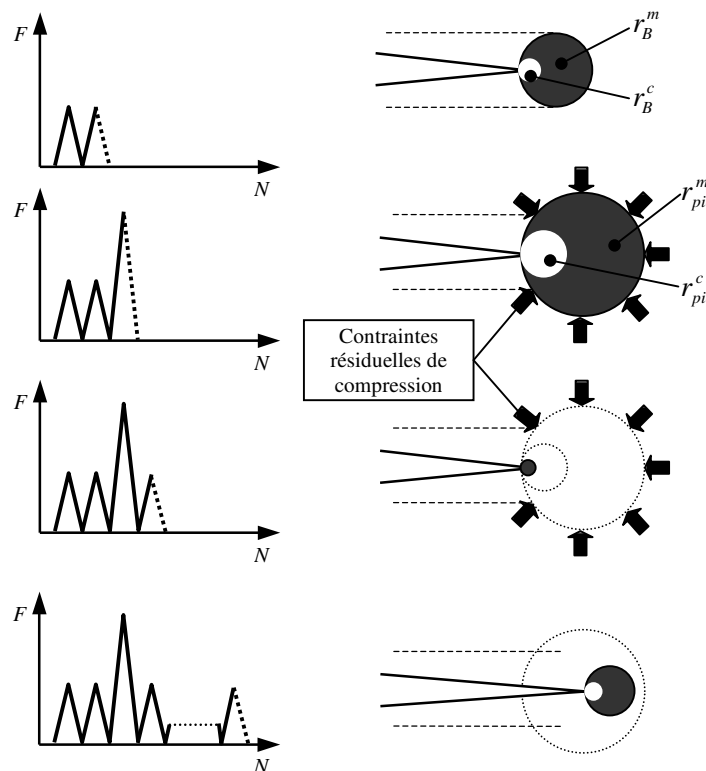 F
N
r_B^m
r_B^c
F
N
r_pi^m
r_pi^c
Contraintes
résiduelles de
compression
F
N
F
N